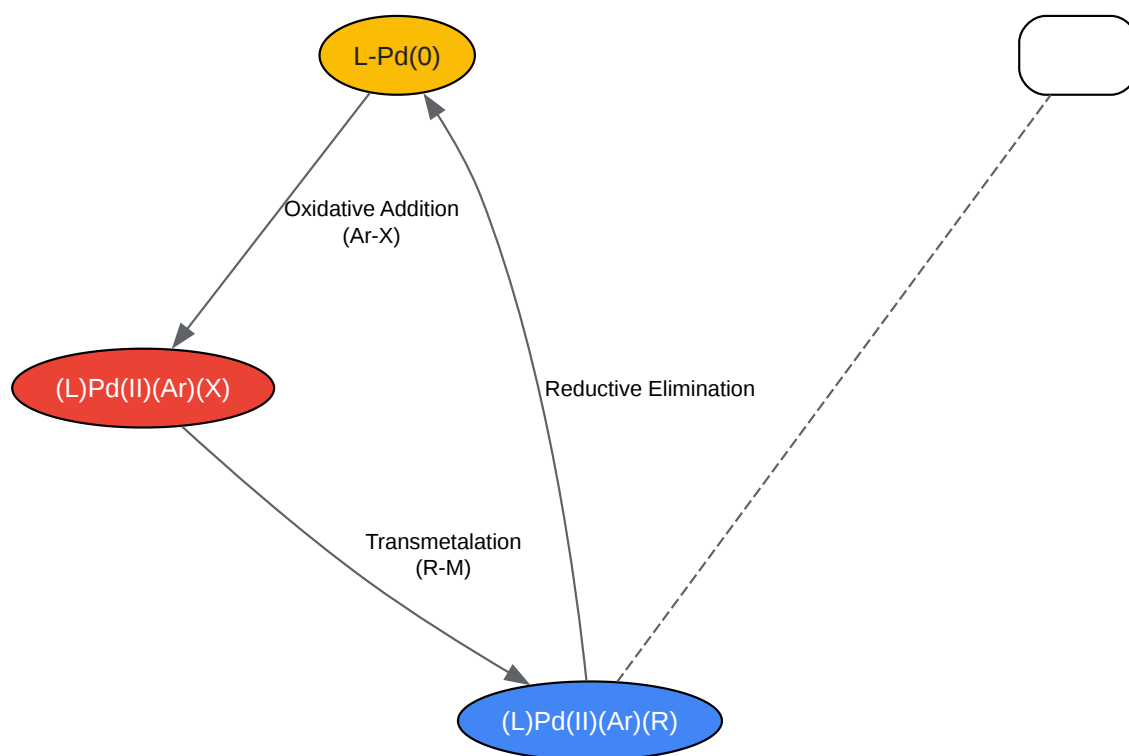 L-Pd(0)
Oxidative Addition
(Ar-X)
(L)Pd(II)(Ar)(X)
Reductive Elimination
Transmetalation
(R-M)
(L)Pd(II)(Ar)(R)